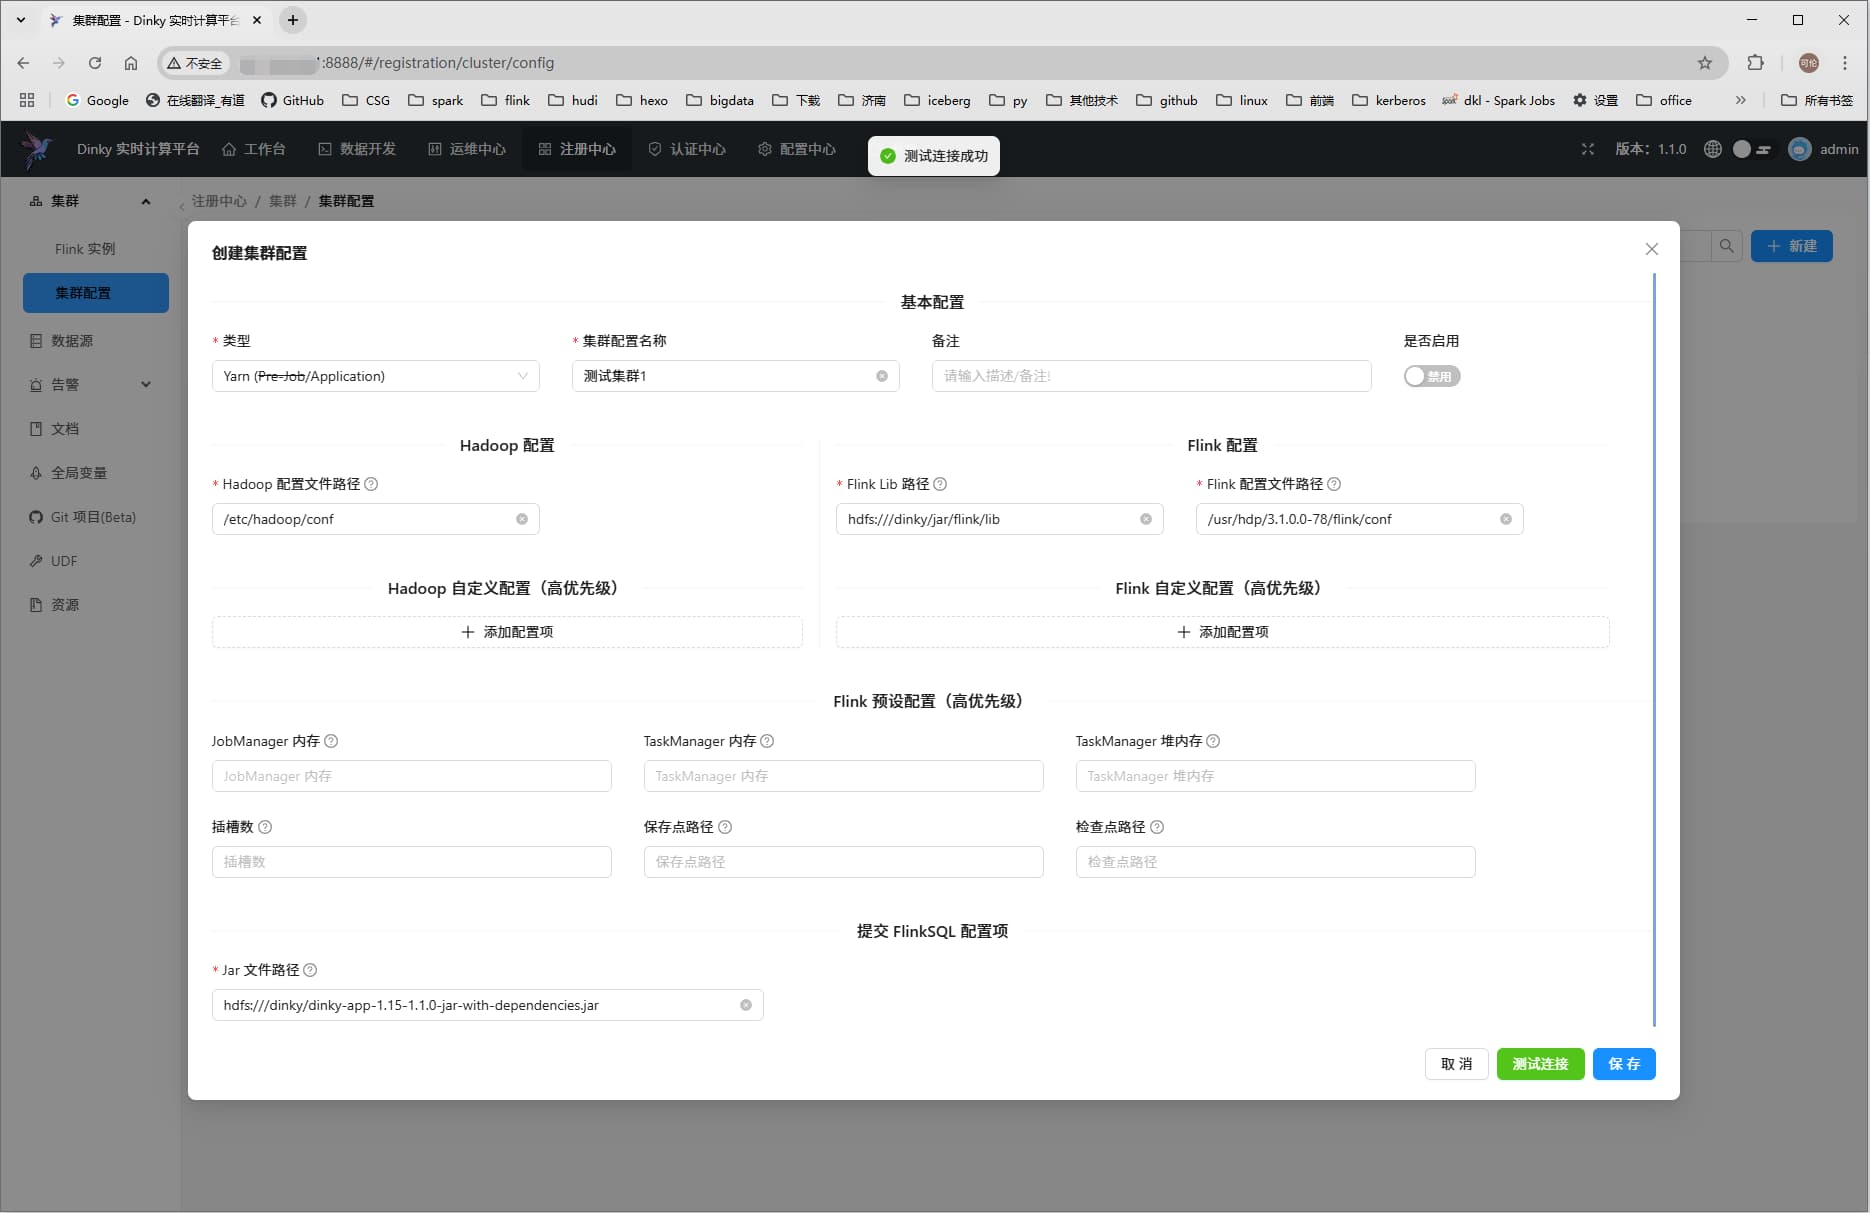 集群配置 - Dinky 实时计算平台
不安全 :8888/#/registration/cluster/config
可伦
Google 在线翻译_有道 GitHub CSG spark flink hudi hexo bigdata 下载 济南 iceberg py 其他技术 github linux 前端 kerberos dkl - Spark Jobs 设置 office 所有书签
Dinky 实时计算平台 工作台 数据开发 运维中心 注册中心 认证中心 配置中心 测试连接成功 版本：1.1.0 admin
集群
Flink 实例
集群配置
数据源
告警
文档
全局变量
Git 项目(Beta)
UDF
资源
注册中心 / 集群 / 集群配置
新建
创建集群配置
基本配置
* 类型 * 集群配置名称 备注 是否启用
Yarn (Pre-Job/Application) 测试集群1 请输入描述/备注! 禁用
Hadoop 配置 Flink 配置
* Hadoop 配置文件路径 * Flink Lib 路径 * Flink 配置文件路径
/etc/hadoop/conf hdfs:///dinky/jar/flink/lib /usr/hdp/3.1.0.0-78/flink/conf
Hadoop 自定义配置（高优先级） Flink 自定义配置（高优先级）
添加配置项 添加配置项
Flink 预设配置（高优先级）
JobManager 内存 TaskManager 内存 TaskManager 堆内存
JobManager 内存 TaskManager 内存 TaskManager 堆内存
插槽数 保存点路径 检查点路径
插槽数 保存点路径 检查点路径
提交 FlinkSQL 配置项
* Jar 文件路径
hdfs:///dinky/dinky-app-1.15-1.1.0-jar-with-dependencies.jar
取 消 测试连接 保 存